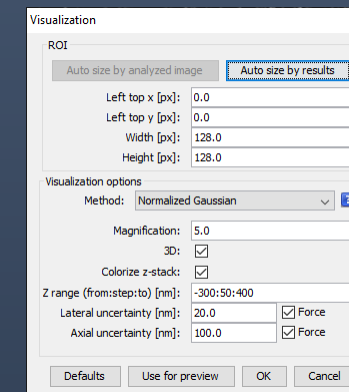 Visualization
ROI
Auto size by analyzed image
Auto size by results
Left top x [px]: 0.0
Left top y [px]: 0.0
Width [px]: 128.0
Height [px]: 128.0
Visualization options
Method: Normalized Gaussian
Magnification: 5.0
3D:
Colorize z-stack:
Z range (from:step:to) [nm]: -300:50:400
Lateral uncertainty [nm]: 20.0 Force
Axial uncertainty [nm]: 100.0 Force
Defaults Use for preview OK Cancel